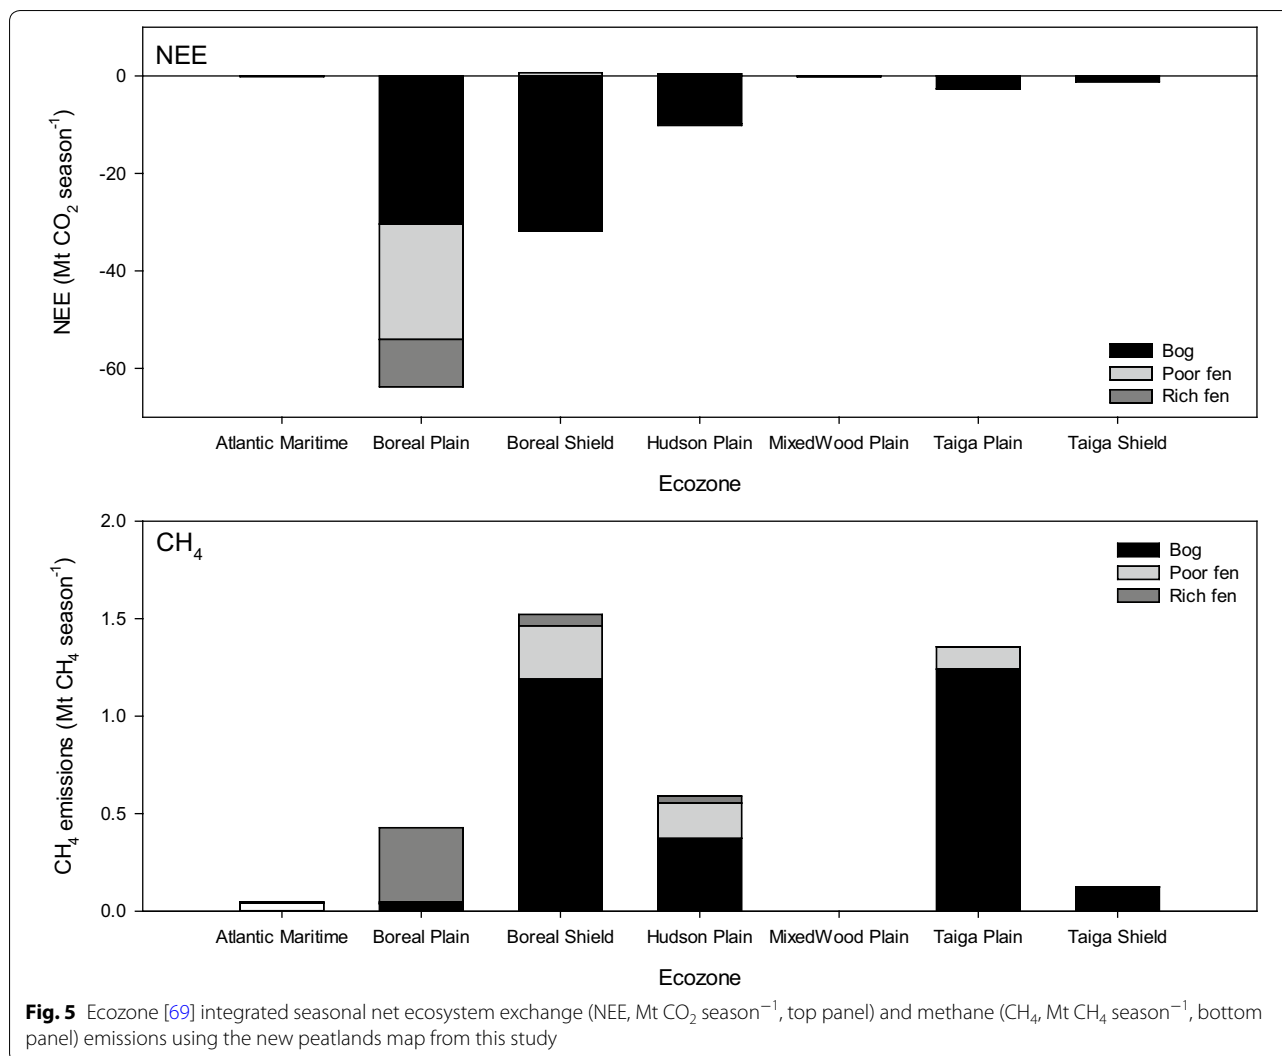 NEE
NEE (Mt CO₂ season⁻¹)
0
-20
-40
-60
Bog
Poor fen
Rich fen
Atlantic Maritime Boreal Plain Boreal Shield Hudson Plain MixedWood Plain Taiga Plain Taiga Shield
Ecozone
CH₄
CH₄ emissions (Mt CH₄ season⁻¹)
2.0
1.5
1.0
0.5
0.0
Bog
Poor fen
Rich fen
Atlantic Maritime Boreal Plain Boreal Shield Hudson Plain MixedWood Plain Taiga Plain Taiga Shield
Ecozone
Fig. 5 Ecozone [69] integrated seasonal net ecosystem exchange (NEE, Mt CO₂ season⁻¹, top panel) and methane (CH₄, Mt CH₄ season⁻¹, bottom
panel) emissions using the new peatlands map from this study